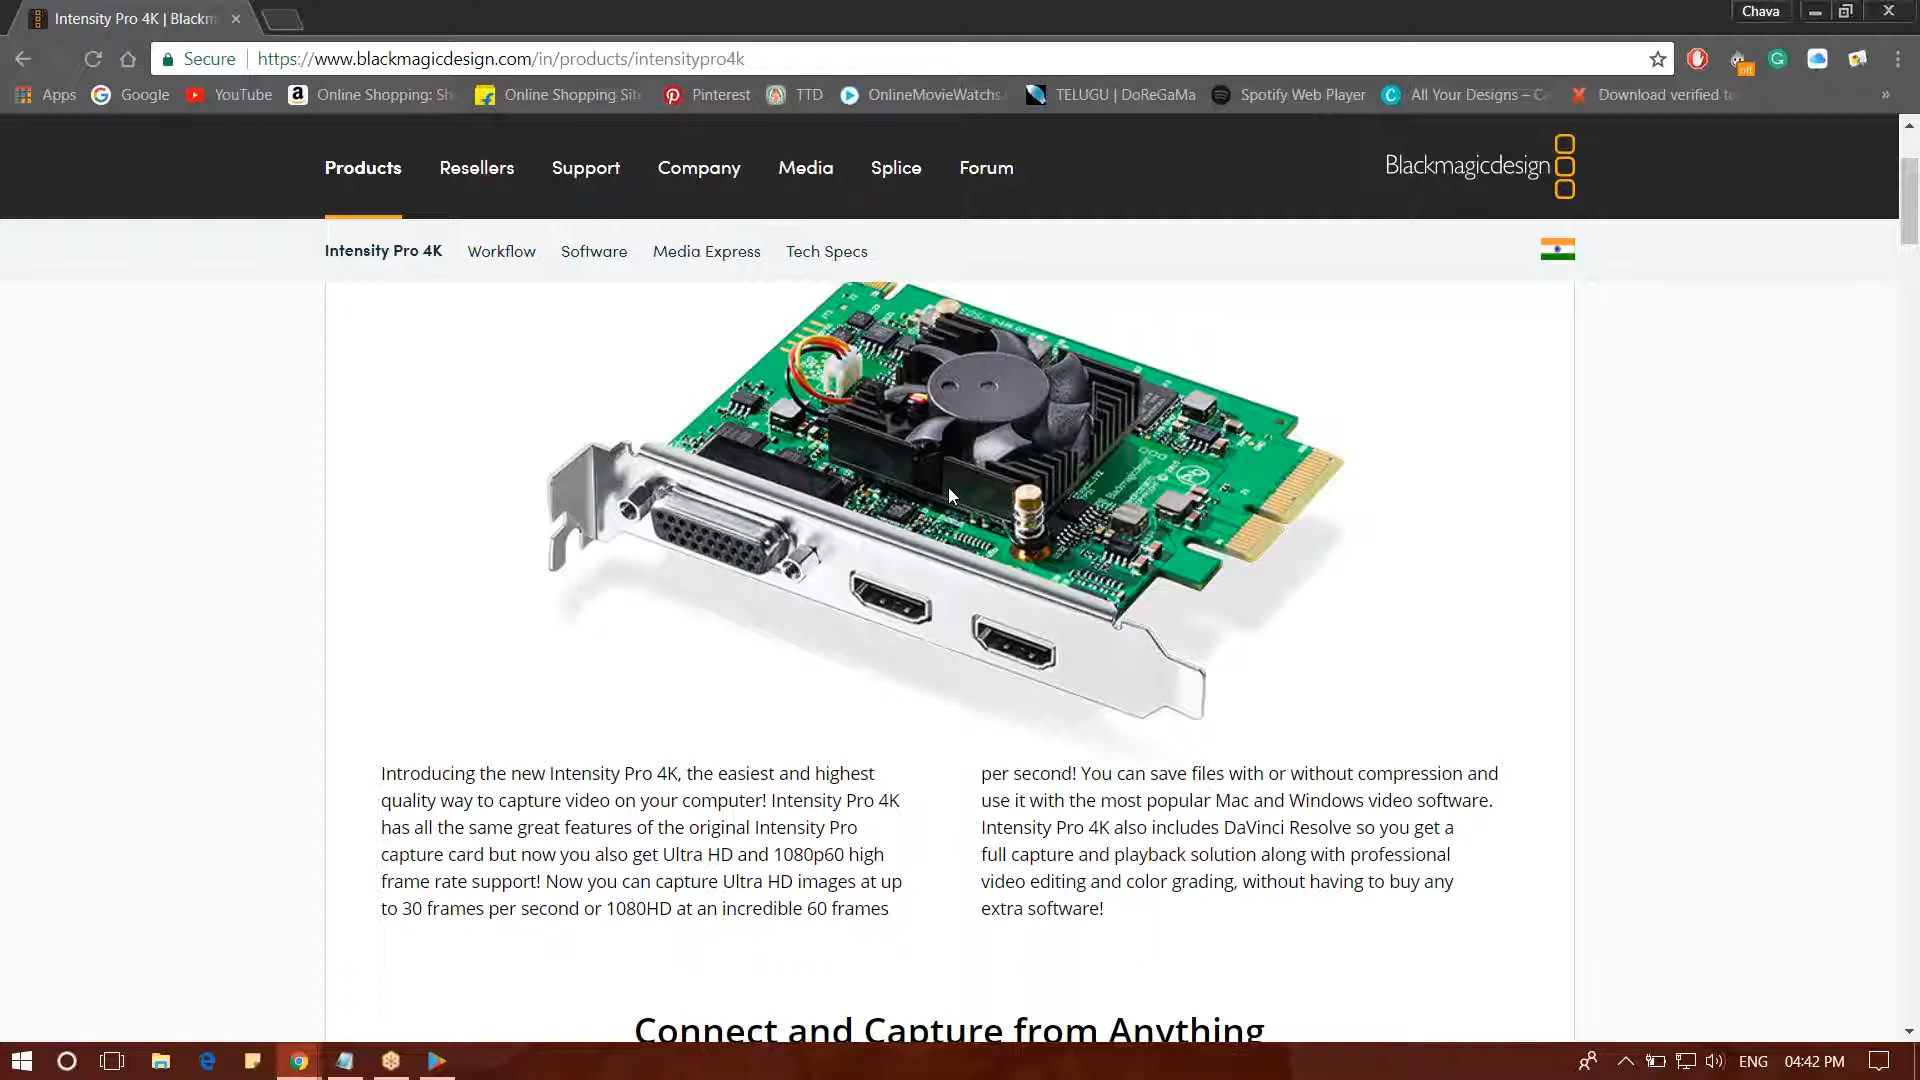 Intensity Pro 4K | Blackm
Chava
Secure
https://www.blackmagicdesign.com/in/products/intensitypro4k
off
Apps
Google
YouTube
Online Shopping: Sh
Online Shopping Sit
Pinterest
TTD
OnlineMovieWatchs
TELUGU | DoReGaMa
Spotify Web Player
All Your Designs – Ca
Download verified to
»
Products
Resellers
Support
Company
Media
Splice
Forum
Blackmagicdesign
Intensity Pro 4K
Workflow
Software
Media Express
Tech Specs
Introducing the new Intensity Pro 4K, the easiest and highest
quality way to capture video on your computer! Intensity Pro 4K
has all the same great features of the original Intensity Pro
capture card but now you also get Ultra HD and 1080p60 high
frame rate support! Now you can capture Ultra HD images at up
to 30 frames per second or 1080HD at an incredible 60 frames
per second! You can save files with or without compression and
use it with the most popular Mac and Windows video software.
Intensity Pro 4K also includes DaVinci Resolve so you get a
full capture and playback solution along with professional
video editing and color grading, without having to buy any
extra software!
Connect and Capture from Anything
ENG
04:42 PM